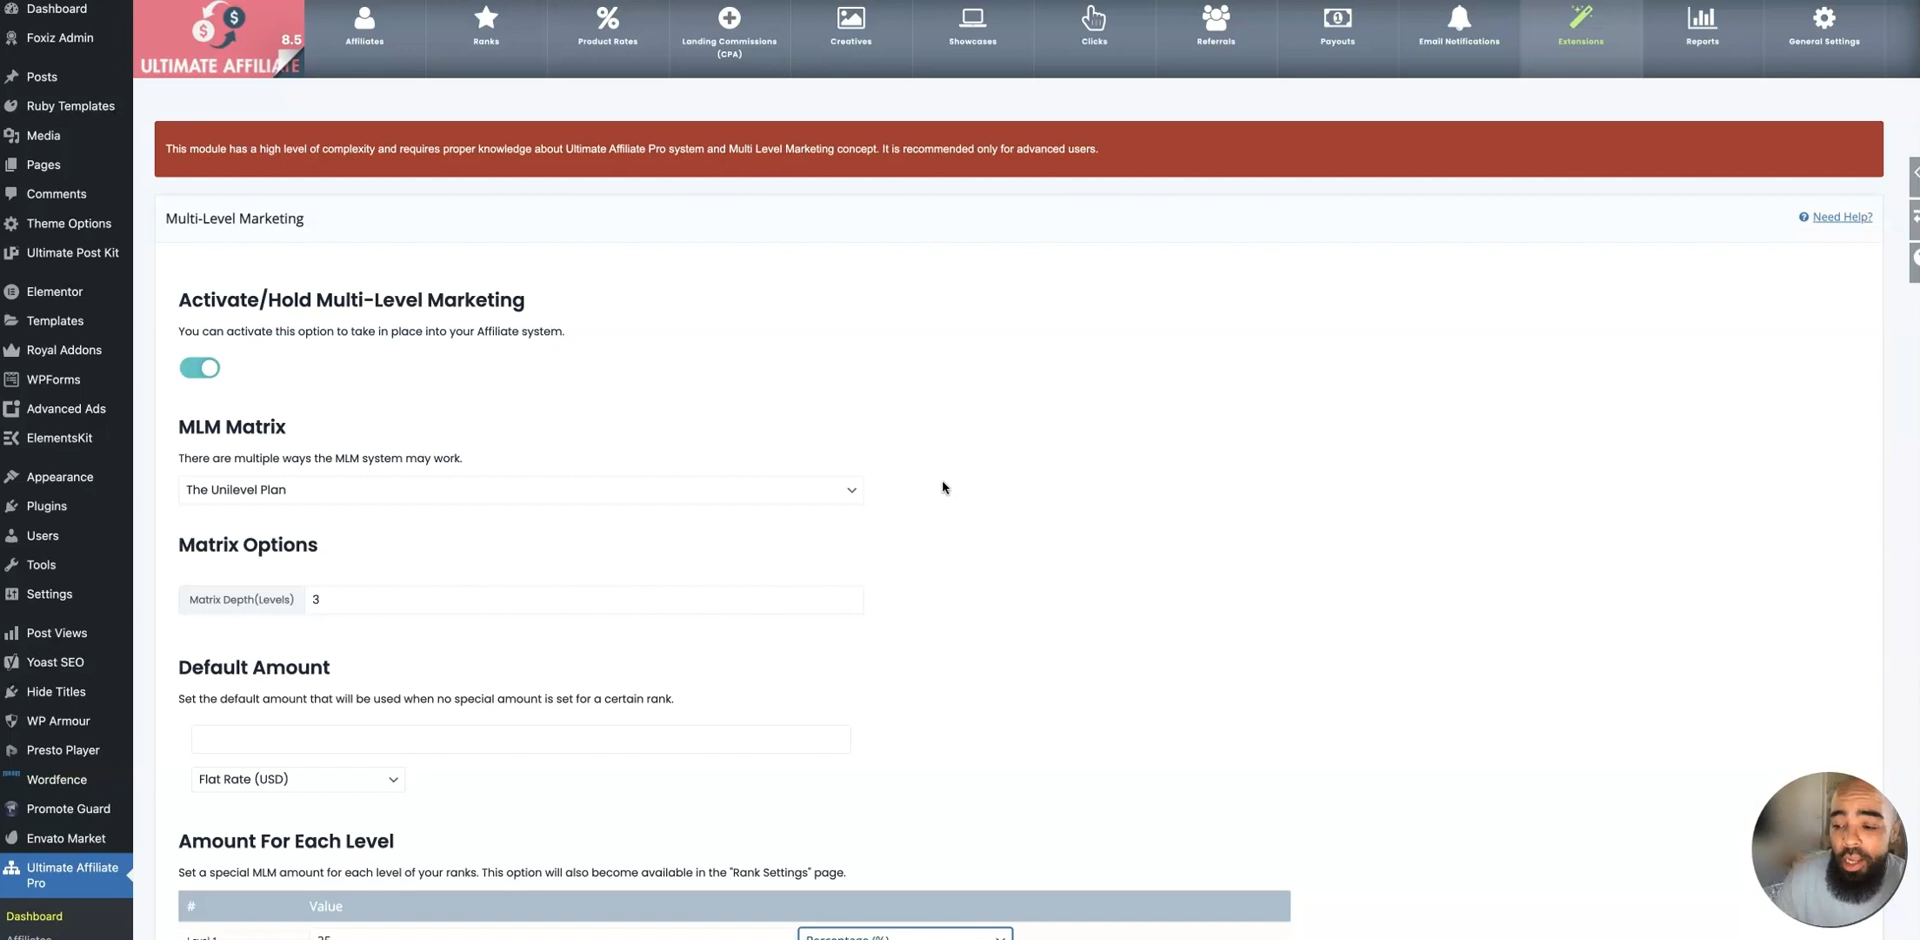 Dashboard
Foxiz Admin
Posts
Ruby Templates
Media
Pages
Comments
Theme Options
Ultimate Post Kit
Elementor
Templates
Royal Addons
WPForms
Advanced Ads
ElementsKit
Appearance
Plugins
Users
Tools
Settings
Post Views
Yoast SEO
Hide Titles
WP Armour
Presto Player
Wordfence
Promote Guard
Envato Market
Ultimate Affiliate
Pro
Dashboard
Affiliates
8.5
ULTIMATE AFFILIATE
Affiliates
Ranks
Product Rates
Landing Commissions
(CPA)
Creatives
Showcases
Clicks
Referrals
Payouts
Email Notifications
Extensions
Reports
General Settings
This module has a high level of complexity and requires proper knowledge about Ultimate Affiliate Pro system and Multi Level Marketing concept. It is recommended only for advanced users.
Multi-Level Marketing
Need Help?
Activate/Hold Multi-Level Marketing
You can activate this option to take in place into your Affiliate system.
MLM Matrix
There are multiple ways the MLM system may work.
The Unilevel Plan
Matrix Options
Matrix Depth(Levels) 3
Default Amount
Set the default amount that will be used when no special amount is set for a certain rank.
Flat Rate (USD)
Amount For Each Level
Set a special MLM amount for each level of your ranks. This option will also become available in the "Rank Settings" page.
# Value
Level 1 25 Percentage (%)